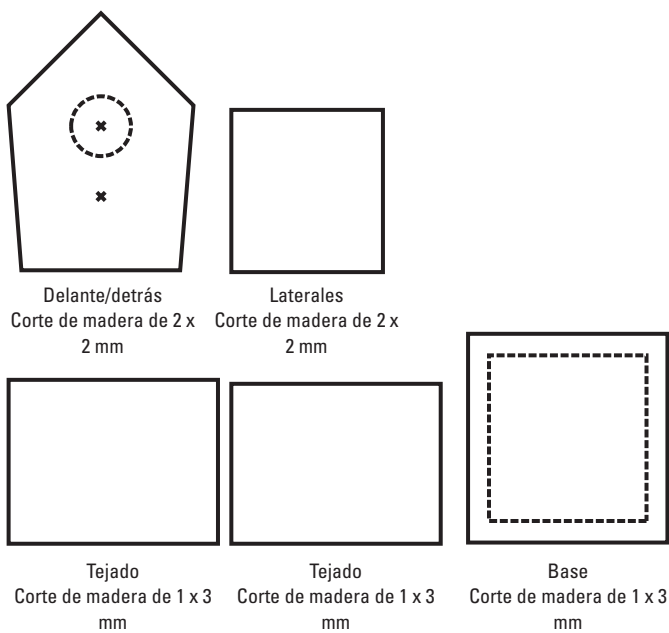 Delante/detrás
Corte de madera de 2 x
2 mm
Laterales
Corte de madera de 2 x
2 mm
Tejado
Corte de madera de 1 x 3
mm
Tejado
Corte de madera de 1 x 3
mm
Base
Corte de madera de 1 x 3
mm